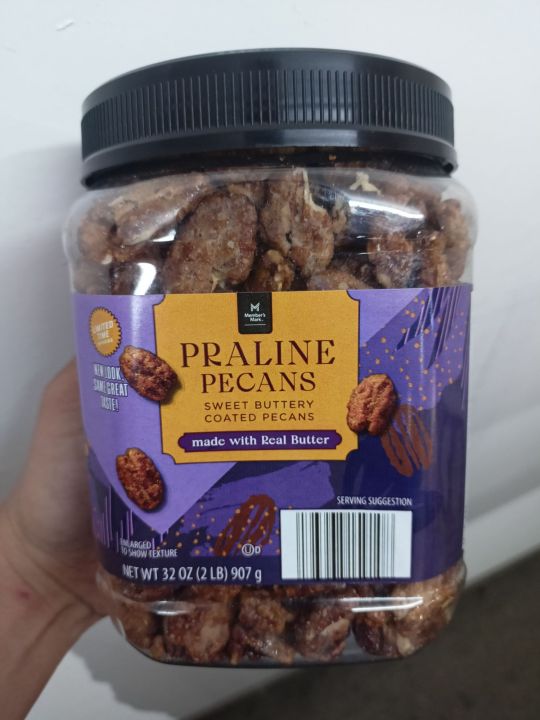 Member's
Mark.
LIMITED
TIME
NEW LOOK
SAME GREAT
TASTE!
PRALINE
PECANS
SWEET BUTTERY
COATED PECANS
made with Real Butter
SERVING SUGGESTION
ENLARGED
TO SHOW TEXTURE
U D
NET WT 32 OZ (2 LB) 907 g